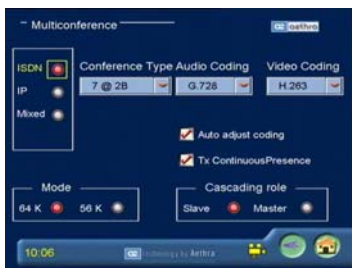 Multiconference
aethra
ISDN
Conference Type Audio Coding Video Coding
IP
7 @ 2B G.728 H.263
Mixed
Auto adjust coding
Tx ContinuousPresence
Mode Cascading role
64 K 56 K Slave Master
10:06 technology by Aethra